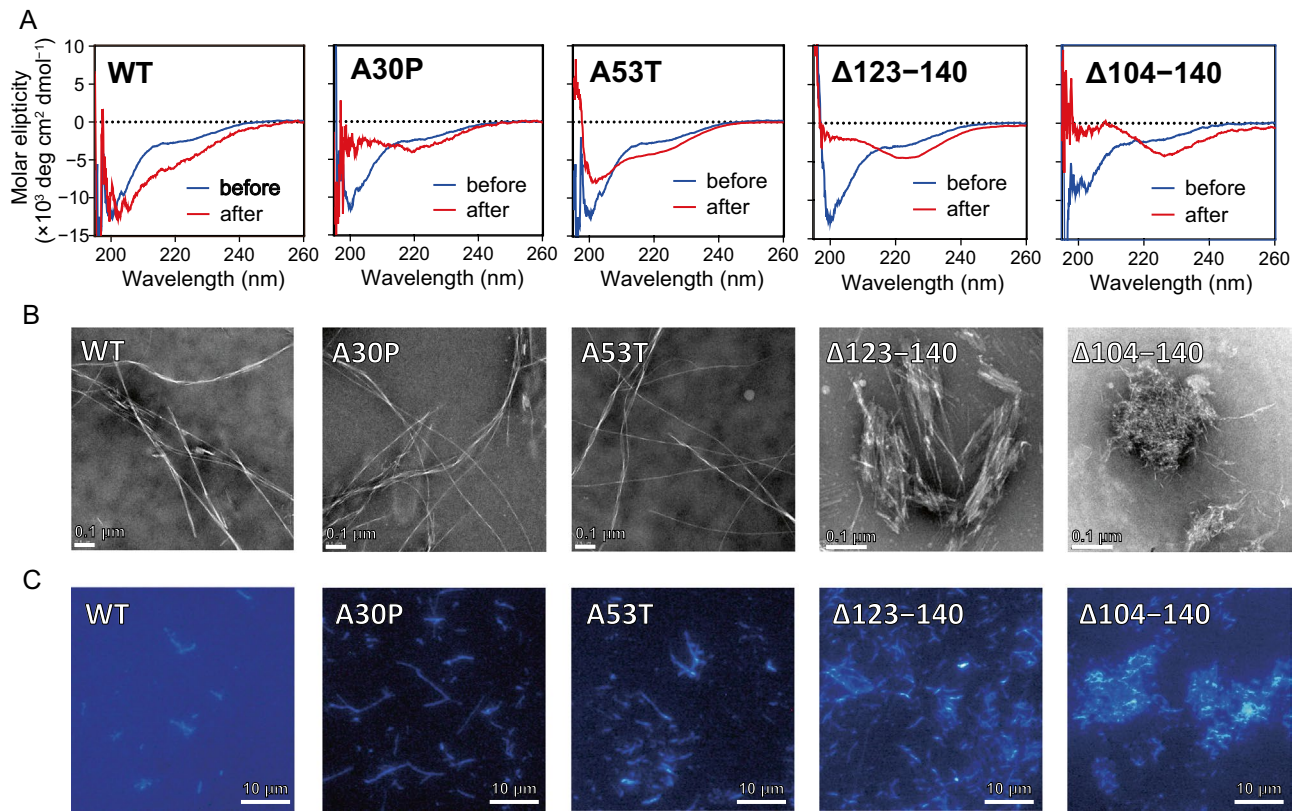 A
WT
A30P
A53T
Δ123−140
Δ104−140
Molar elipticity
(×10³ deg cm² dmol⁻¹)
10
5
0
−5
−10
−15
before
after
before
after
before
after
before
after
before
after
200 220 240 260
200 220 240 260
200 220 240 260
200 220 240 260
200 220 240 260
Wavelength (nm)
Wavelength (nm)
Wavelength (nm)
Wavelength (nm)
Wavelength (nm)
B
WT
A30P
A53T
Δ123−140
Δ104−140
0.1 μm
0.1 μm
0.1 μm
0.1 μm
0.1 μm
C
WT
A30P
A53T
Δ123−140
Δ104−140
10 μm
10 μm
10 μm
10 μm
10 μm